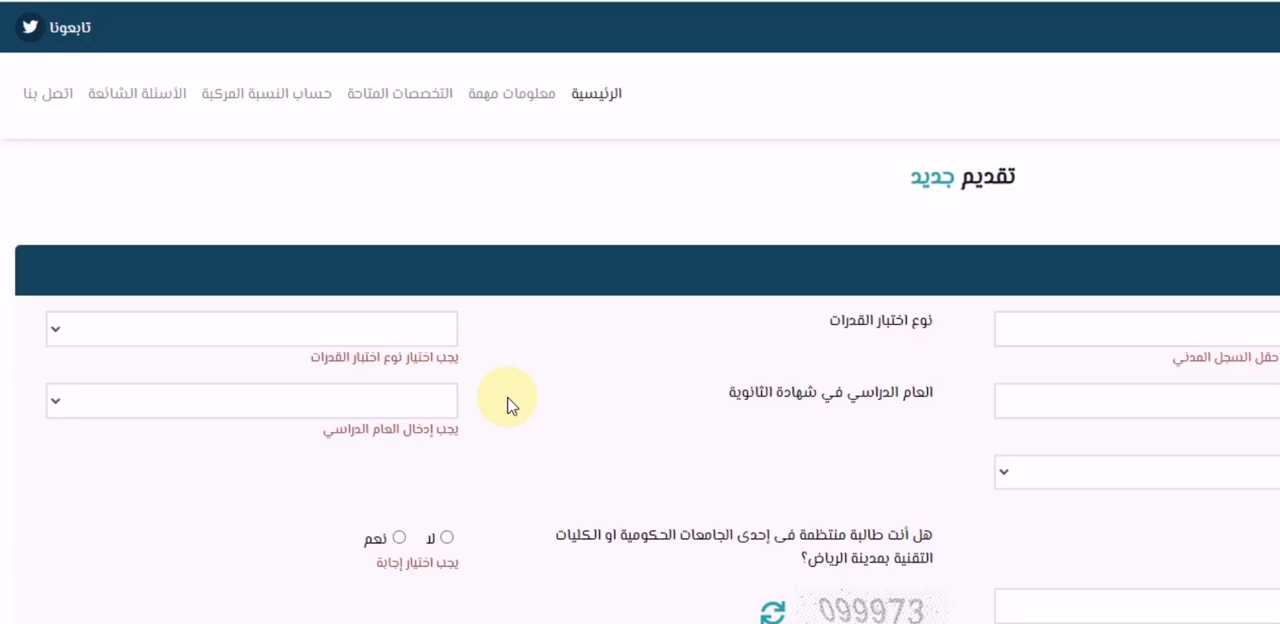 تابعونا
الرئيسية معلومات مهمة التخصصات المتاحة حساب النسبة المركبة الأسئلة الشائعة اتصل بنا
تقديم جديد
نوع اختبار القدرات
حقل السجل المدني
يجب اختيار نوع اختبار القدرات
العام الدراسي في شهادة الثانوية
يجب إدخال العام الدراسي
هل أنت طالبة منتظمة فى إحدى الجامعات الحكومية او الكليات
التقنية بمدينة الرياض؟
لا نعم
يجب اختيار إجابة
099973